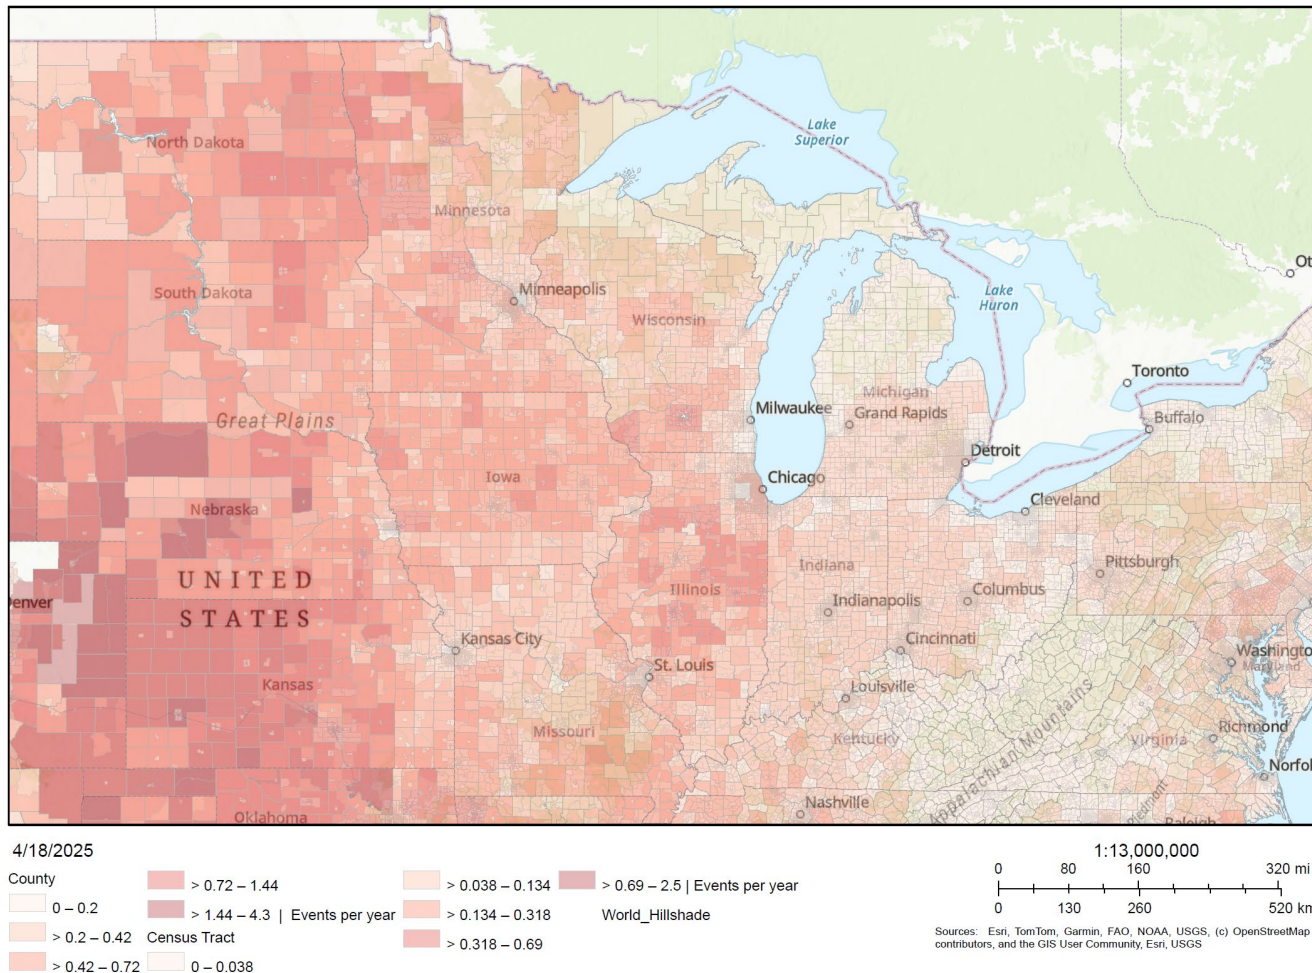 Lake
Superior
North Dakota
Minnesota
Ot
South Dakota
Minneapolis
Lake
Huron
Wisconsin
Toronto
Michigan
Milwaukee
Grand Rapids
Buffalo
Great Plains
Detroit
Iowa
Chicago
Cleveland
Nebraska
Pittsburgh
Indiana
UNITED
STATES
Illinois
Columbus
Denver
Indianapolis
Kansas City
Cincinnati
Washingto
Maryland
St. Louis
Kansas
Louisville
Appalachian Mountains
Missouri
Kentucky
Virginia
Richmond
Norfol
Nashville
Piedmont
Oklahoma
Raleigh
4/18/2025
County
0 – 0.2
> 0.2 – 0.42
> 0.42 – 0.72
> 0.72 – 1.44
> 1.44 – 4.3 | Events per year
Census Tract
0 – 0.038
> 0.038 – 0.134
> 0.134 – 0.318
> 0.318 – 0.69
> 0.69 – 2.5 | Events per year
World_Hillshade
1:13,000,000
0 80 160 320 mi
0 130 260 520 km
Sources: Esri, TomTom, Garmin, FAO, NOAA, USGS, (c) OpenStreetMap
contributors, and the GIS User Community, Esri, USGS